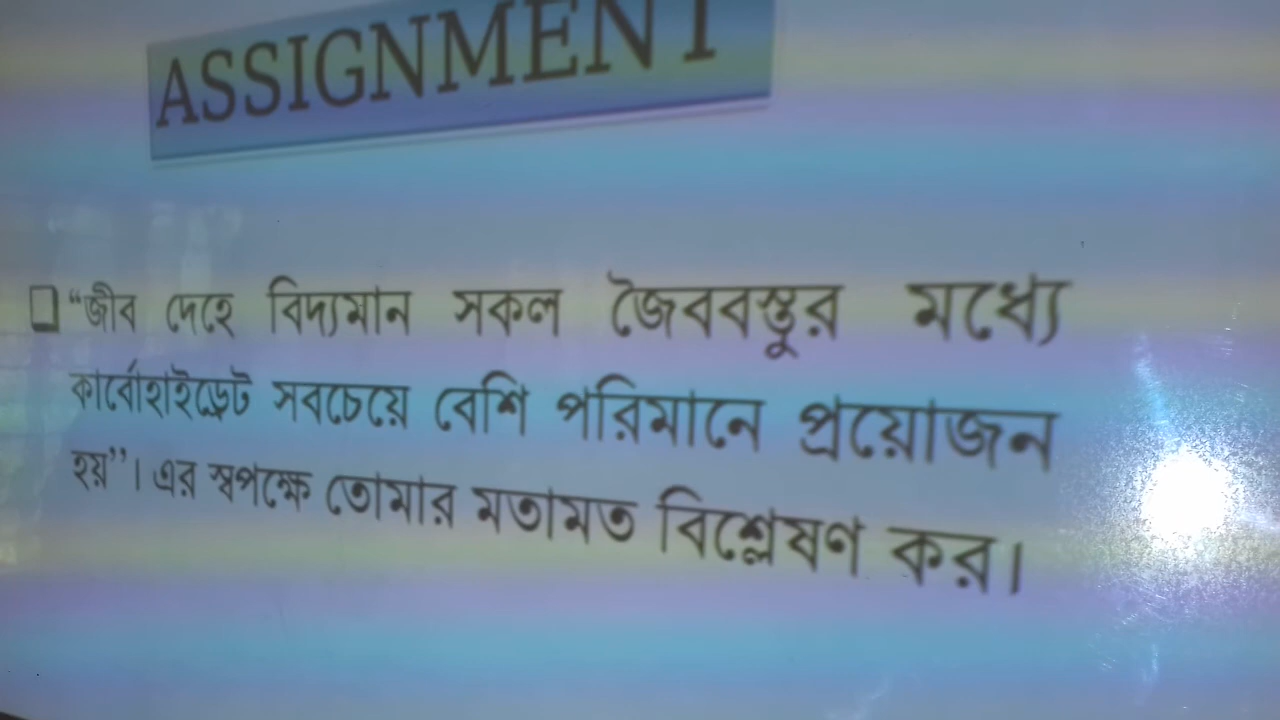 ASSIGNMENT
“জীব দেহে বিদ্যমান সকল জৈববস্তুর মধ্যে
কার্বোহাইড্রেট সবচেয়ে বেশি পরিমানে প্রয়োজন
হয়”। এর স্বপক্ষে তোমার মতামত বিশ্লেষণ কর।